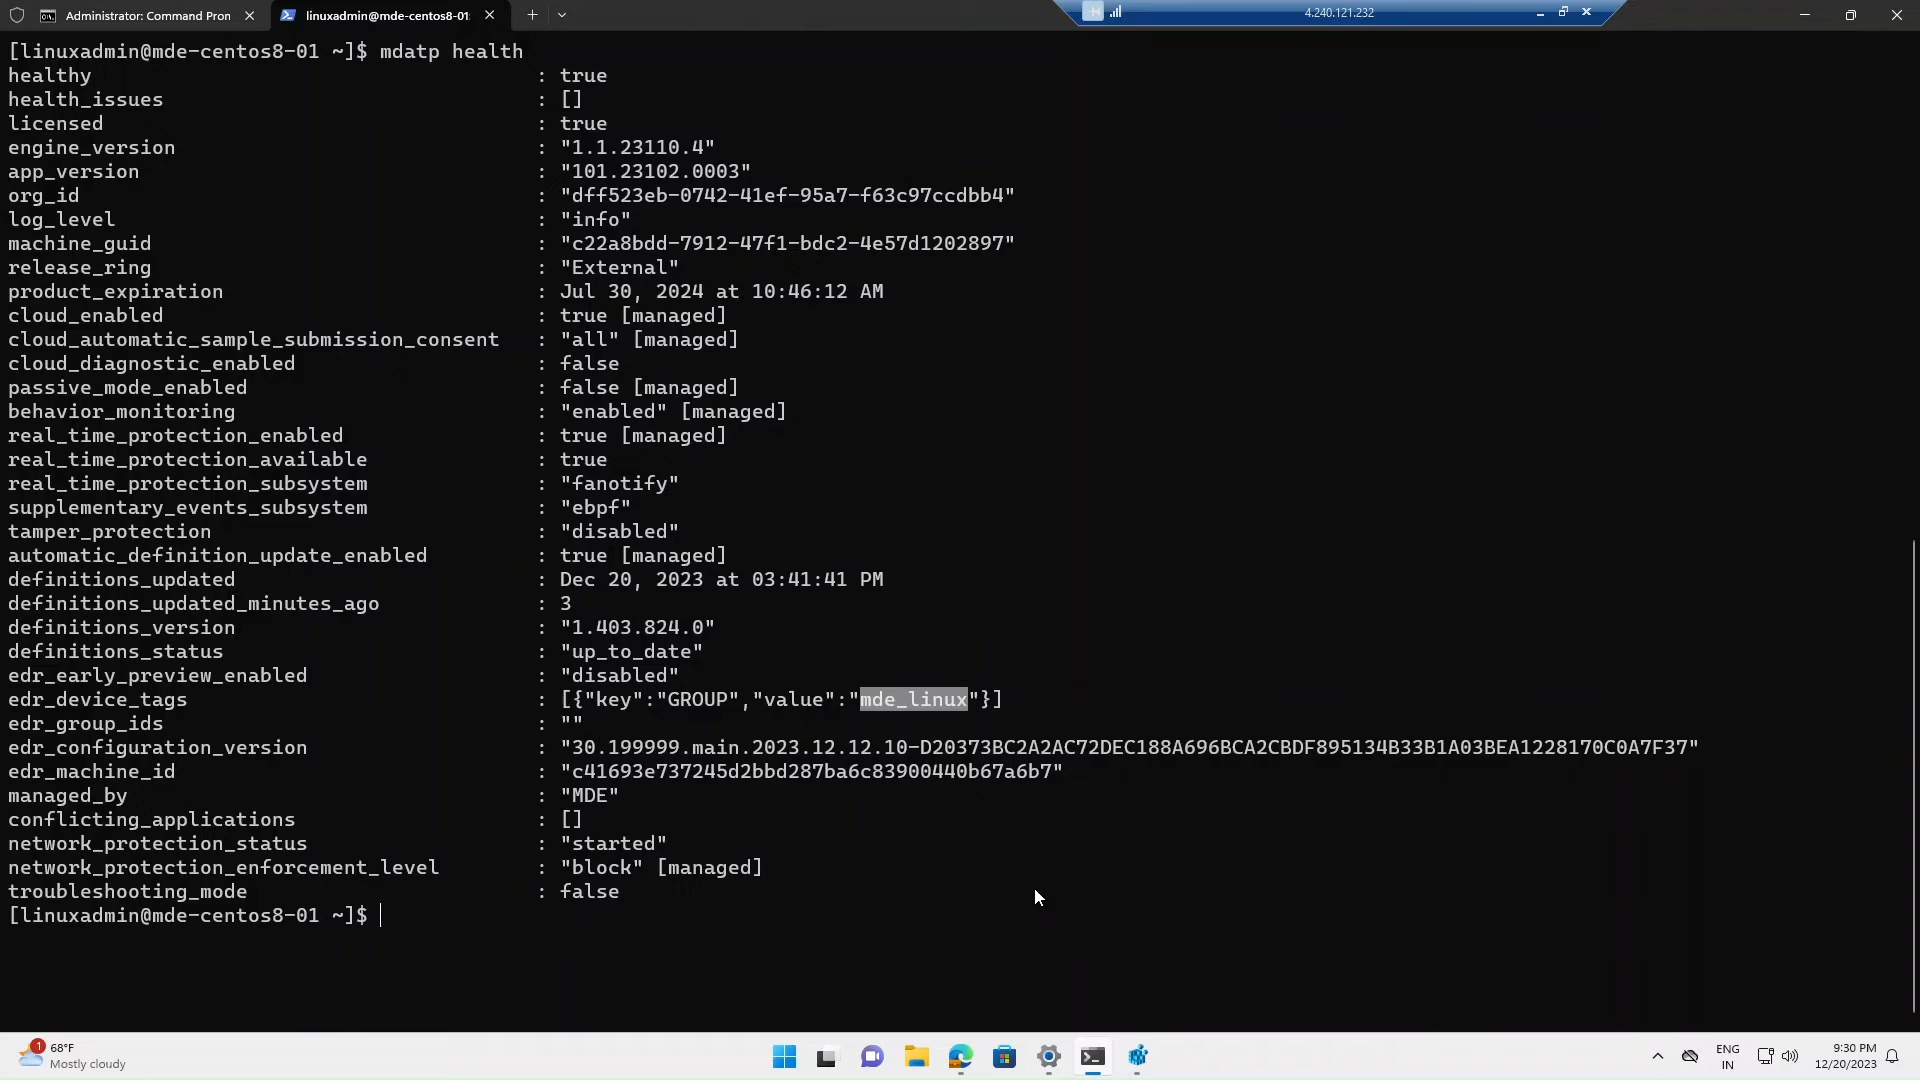 Administrator: Command Pron
linuxadmin@mde-centos8-01:
4.240.121.232
[linuxadmin@mde-centos8-01 ~]$ mdatp health
healthy : true
health_issues : []
licensed : true
engine_version : "1.1.23110.4"
app_version : "101.23102.0003"
org_id : "dff523eb-0742-41ef-95a7-f63c97ccdbb4"
log_level : "info"
machine_guid : "c22a8bdd-7912-47f1-bdc2-4e57d1202897"
release_ring : "External"
product_expiration : Jul 30, 2024 at 10:46:12 AM
cloud_enabled : true [managed]
cloud_automatic_sample_submission_consent : "all" [managed]
cloud_diagnostic_enabled : false
passive_mode_enabled : false [managed]
behavior_monitoring : "enabled" [managed]
real_time_protection_enabled : true [managed]
real_time_protection_available : true
real_time_protection_subsystem : "fanotify"
supplementary_events_subsystem : "ebpf"
tamper_protection : "disabled"
automatic_definition_update_enabled : true [managed]
definitions_updated : Dec 20, 2023 at 03:41:41 PM
definitions_updated_minutes_ago : 3
definitions_version : "1.403.824.0"
definitions_status : "up_to_date"
edr_early_preview_enabled : "disabled"
edr_device_tags : [{"key":"GROUP","value":"mde_linux"}]
edr_group_ids : ""
edr_configuration_version : "30.199999.main.2023.12.12.10-D20373BC2A2AC72DEC188A696BCA2CBDF895134B33B1A03BEA1228170C0A7F37"
edr_machine_id : "c41693e737245d2bbd287ba6c83900440b67a6b7"
managed_by : "MDE"
conflicting_applications : []
network_protection_status : "started"
network_protection_enforcement_level : "block" [managed]
troubleshooting_mode : false
[linuxadmin@mde-centos8-01 ~]$
1
68°F
Mostly cloudy
ENG
IN
9:30 PM
12/20/2023